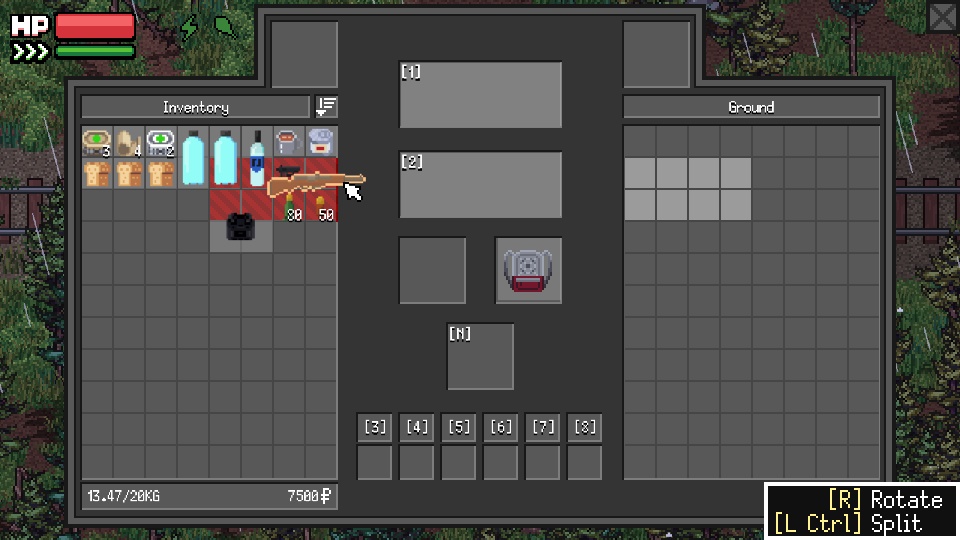 HP
>>>
Inventory
Ground
[1]
[2]
[N]
3
4
2
80
50
[3] [4] [5] [6] [7] [8]
13.47/20KG
7500₽
[R] Rotate
[L Ctrl] Split